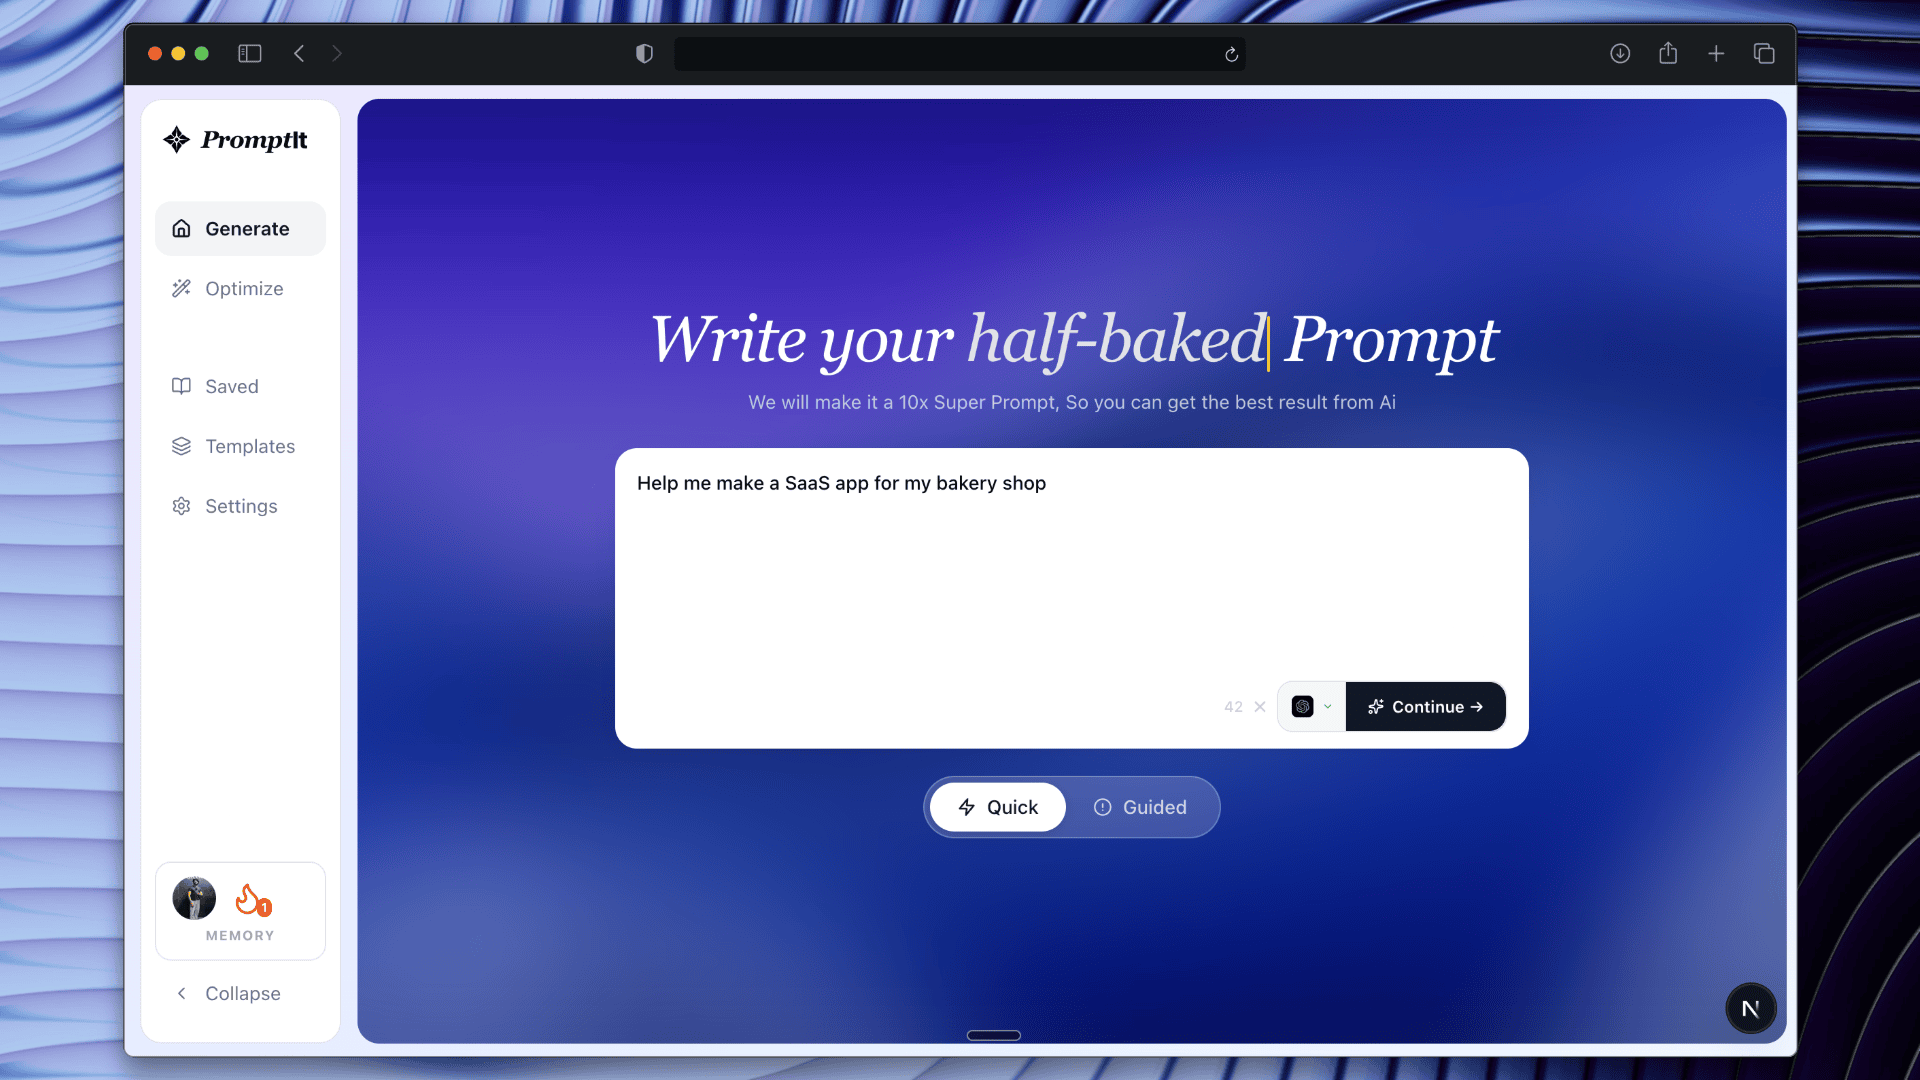 PromptIt
Generate
Optimize
Saved
Templates
Settings
1
MEMORY
Collapse
Write your half-baked Prompt
We will make it a 10x Super Prompt, So you can get the best result from Ai
Help me make a SaaS app for my bakery shop
42
Continue →
Quick
Guided
N